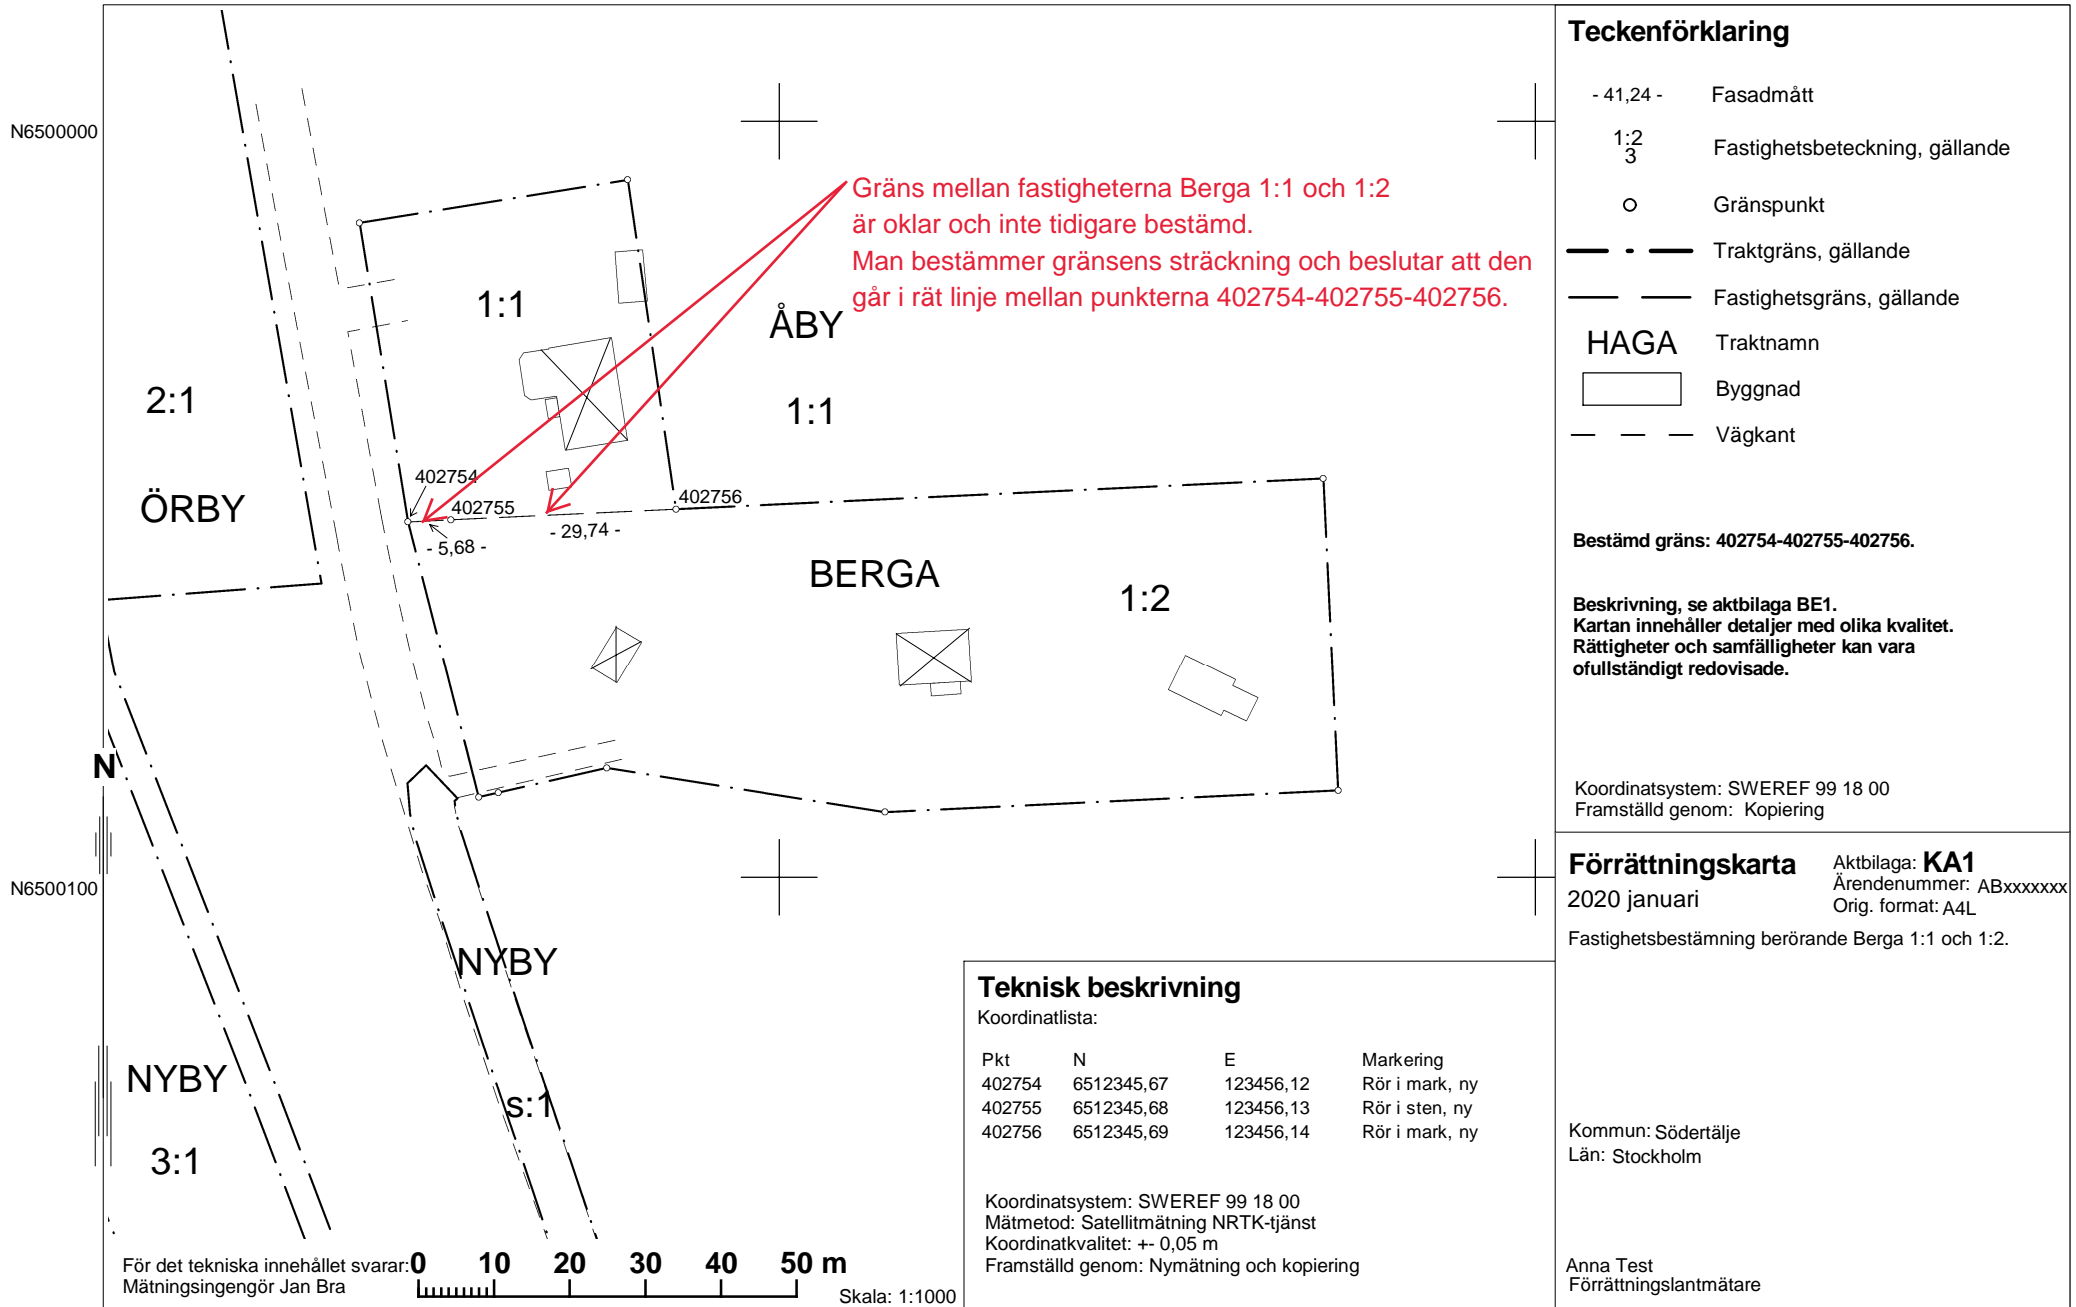 N6500000
N6500100
N
2:1
ÖRBY
1:1
ÅBY
1:1
Gräns mellan fastigheterna Berga 1:1 och 1:2
är oklar och inte tidigare bestämd.
Man bestämmer gränsens sträckning och beslutar att den
går i rät linje mellan punkterna 402754-402755-402756.
402754
402755
402756
- 5,68 -
- 29,74 -
BERGA
1:2
NYBY
s:1
NYBY
3:1
För det tekniska innehållet svarar:
Mätningsingengör Jan Bra
0 10 20 30 40 50 m
Skala: 1:1000
Teknisk beskrivning
Koordinatlista:
Pkt N E Markering
402754 6512345,67 123456,12 Rör i mark, ny
402755 6512345,68 123456,13 Rör i sten, ny
402756 6512345,69 123456,14 Rör i mark, ny
Koordinatsystem: SWEREF 99 18 00
Mätmetod: Satellitmätning NRTK-tjänst
Koordinatkvalitet: +- 0,05 m
Framställd genom: Nymätning och kopiering
Teckenförklaring
- 41,24 - Fasadmått
1:2
3
Fastighetsbeteckning, gällande
Gränspunkt
Traktgräns, gällande
Fastighetsgräns, gällande
HAGA Traktnamn
Byggnad
Vägkant
Bestämd gräns: 402754-402755-402756.
Beskrivning, se aktbilaga BE1.
Kartan innehåller detaljer med olika kvalitet.
Rättigheter och samfälligheter kan vara
ofullständigt redovisade.
Koordinatsystem: SWEREF 99 18 00
Framställd genom: Kopiering
Förrättningskarta
2020 januari
Aktbilaga: KA1
Ärendenummer: ABxxxxxxx
Orig. format: A4L
Fastighetsbestämning berörande Berga 1:1 och 1:2.
Kommun: Södertälje
Län: Stockholm
Anna Test
Förrättningslantmätare